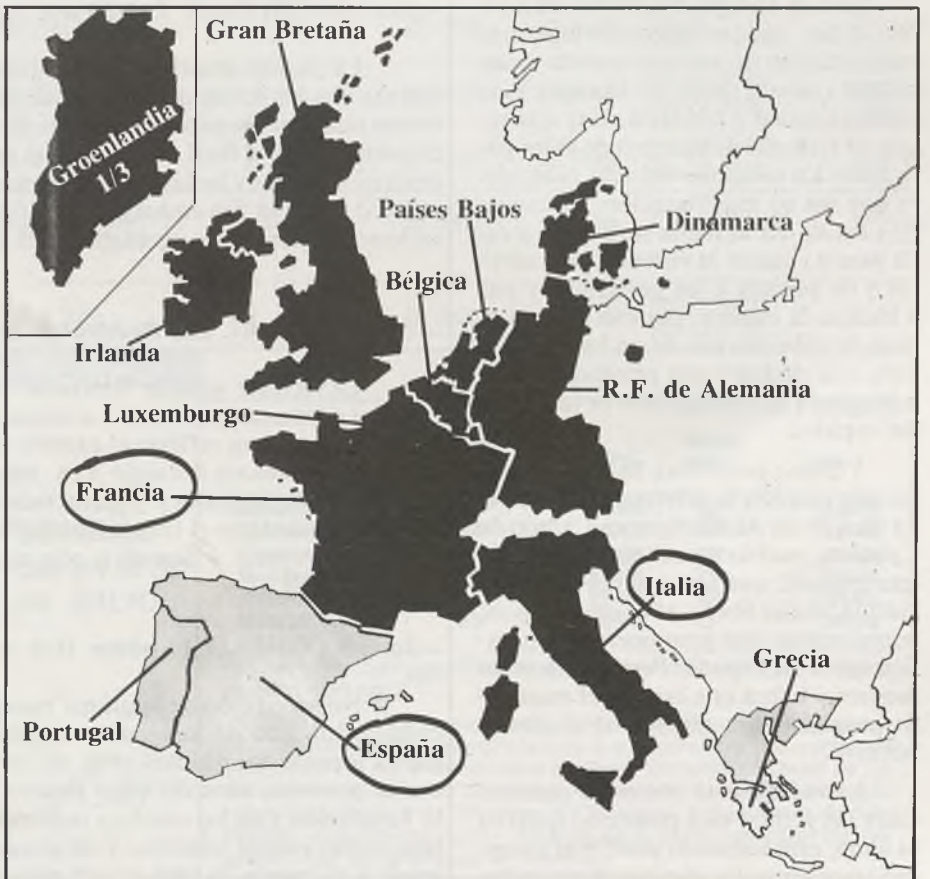 Gran Bretaña
Groenlandia
1/3
Países Bajos
Dinamarca
Bélgica
Irlanda
R.F. de Alemania
Luxemburgo
Francia
Italia
Grecia
Portugal
España